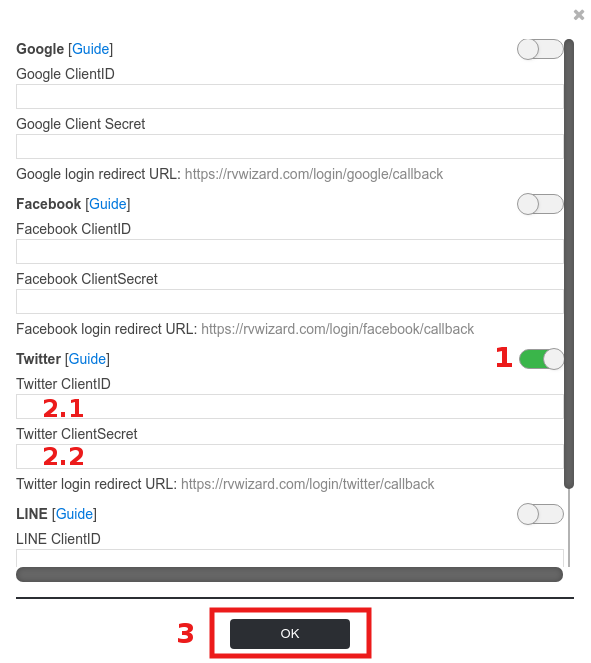 ×
Google [Guide]
Google ClientID
Google Client Secret
Google login redirect URL: https://rvwizard.com/login/google/callback
Facebook [Guide]
Facebook ClientID
Facebook ClientSecret
Facebook login redirect URL: https://rvwizard.com/login/facebook/callback
Twitter [Guide] 1
Twitter ClientID
2.1
Twitter ClientSecret
2.2
Twitter login redirect URL: https://rvwizard.com/login/twitter/callback
LINE [Guide]
LINE ClientID
3 OK